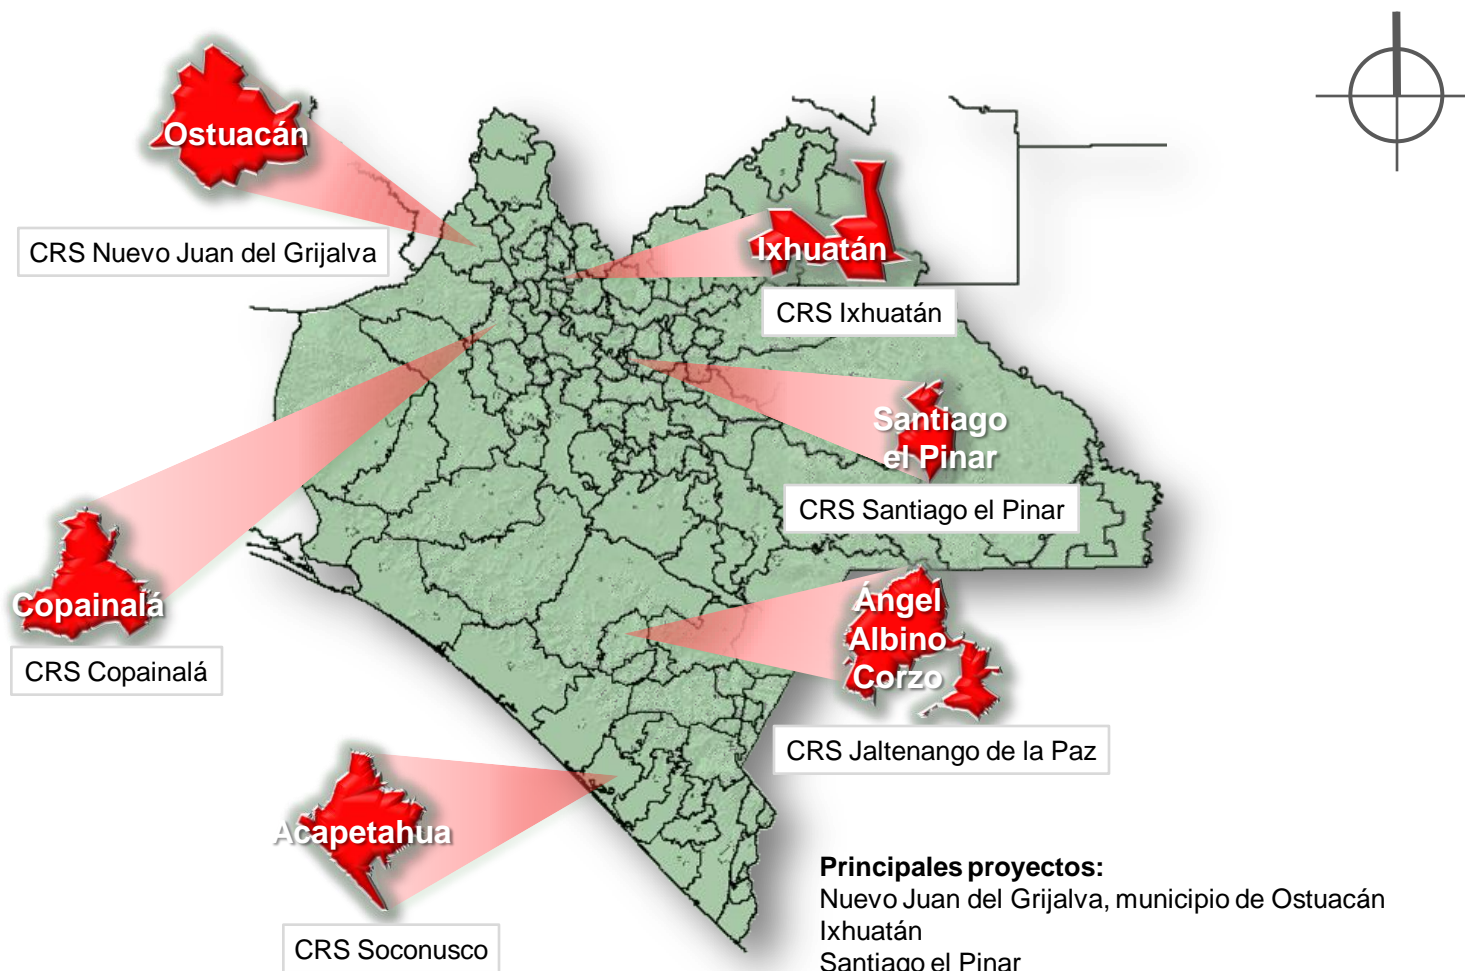 Ostuacán
CRS Nuevo Juan del Grijalva
Ixhuatán
CRS Ixhuatán
Santiago
el Pinar
CRS Santiago el Pinar
Copainalá
CRS Copainalá
Ángel
Albino
Corzo
CRS Jaltenango de la Paz
Acapetahua
CRS Soconusco
Principales proyectos:
Nuevo Juan del Grijalva, municipio de Ostuacán
Ixhuatán
Santiago el Pinar